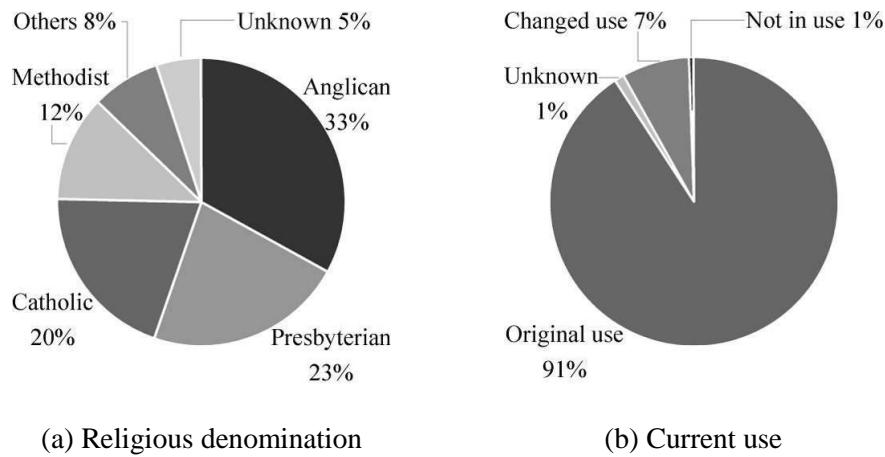 Others 8%
Unknown 5%
Methodist
12%
Anglican
33%
Catholic
20%
Presbyterian
23%
(a) Religious denomination
Changed use 7%
Not in use 1%
Unknown
1%
Original use
91%
(b) Current use